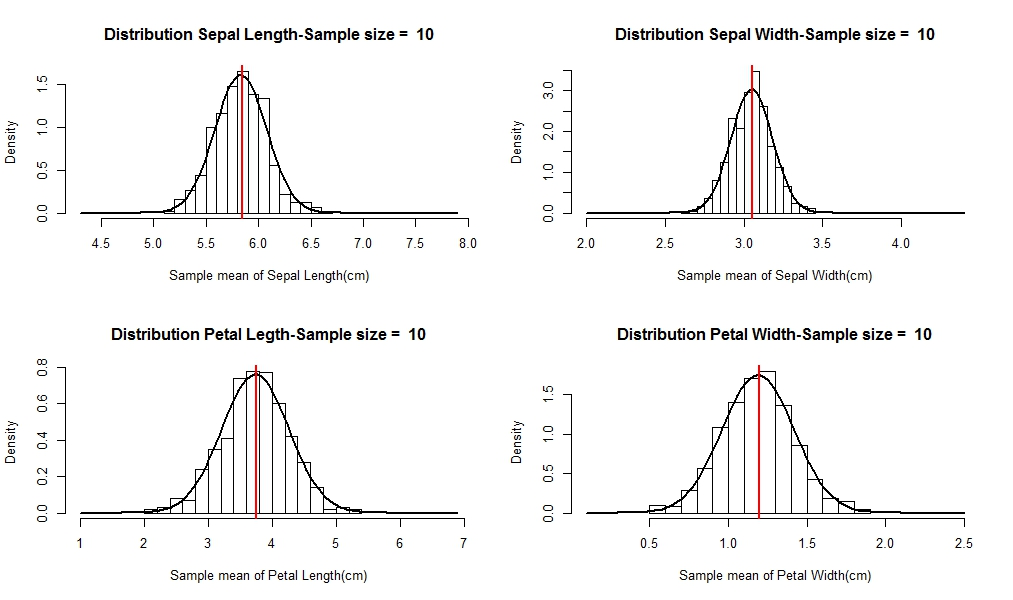 Distribution Sepal Length-Sample size =  10
Density
0.0 0.5 1.0 1.5
4.5 5.0 5.5 6.0 6.5 7.0 7.5 8.0
Sample mean of Sepal Length(cm)
Distribution Sepal Width-Sample size =  10
Density
0.0 1.0 2.0 3.0
2.0 2.5 3.0 3.5 4.0
Sample mean of Sepal Width(cm)
Distribution Petal Legth-Sample size =  10
Density
0.0 0.2 0.4 0.6 0.8
1 2 3 4 5 6 7
Sample mean of Petal Length(cm)
Distribution Petal Width-Sample size =  10
Density
0.0 0.5 1.0 1.5
0.5 1.0 1.5 2.0 2.5
Sample mean of Petal Width(cm)